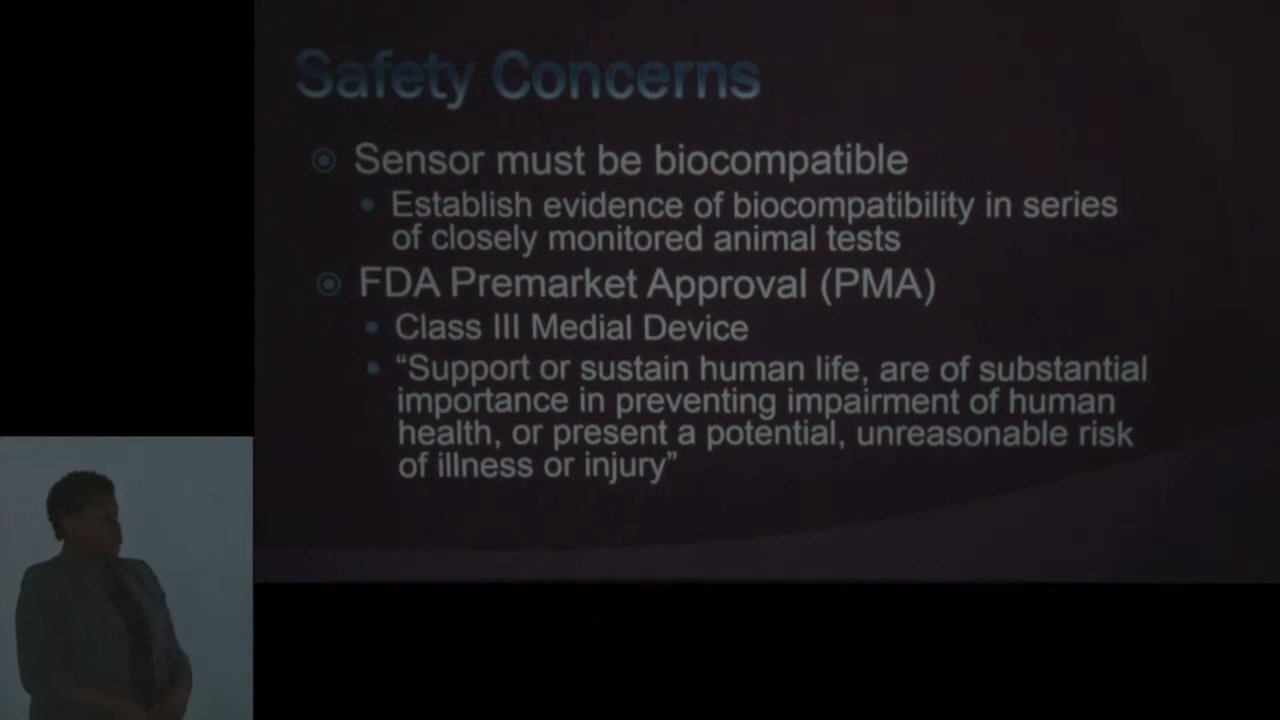 Safety Concerns
Sensor must be biocompatible
Establish evidence of biocompatibility in series
of closely monitored animal tests
FDA Premarket Approval (PMA)
Class III Medial Device
“Support or sustain human life, are of substantial
importance in preventing impairment of human
health, or present a potential, unreasonable risk
of illness or injury”